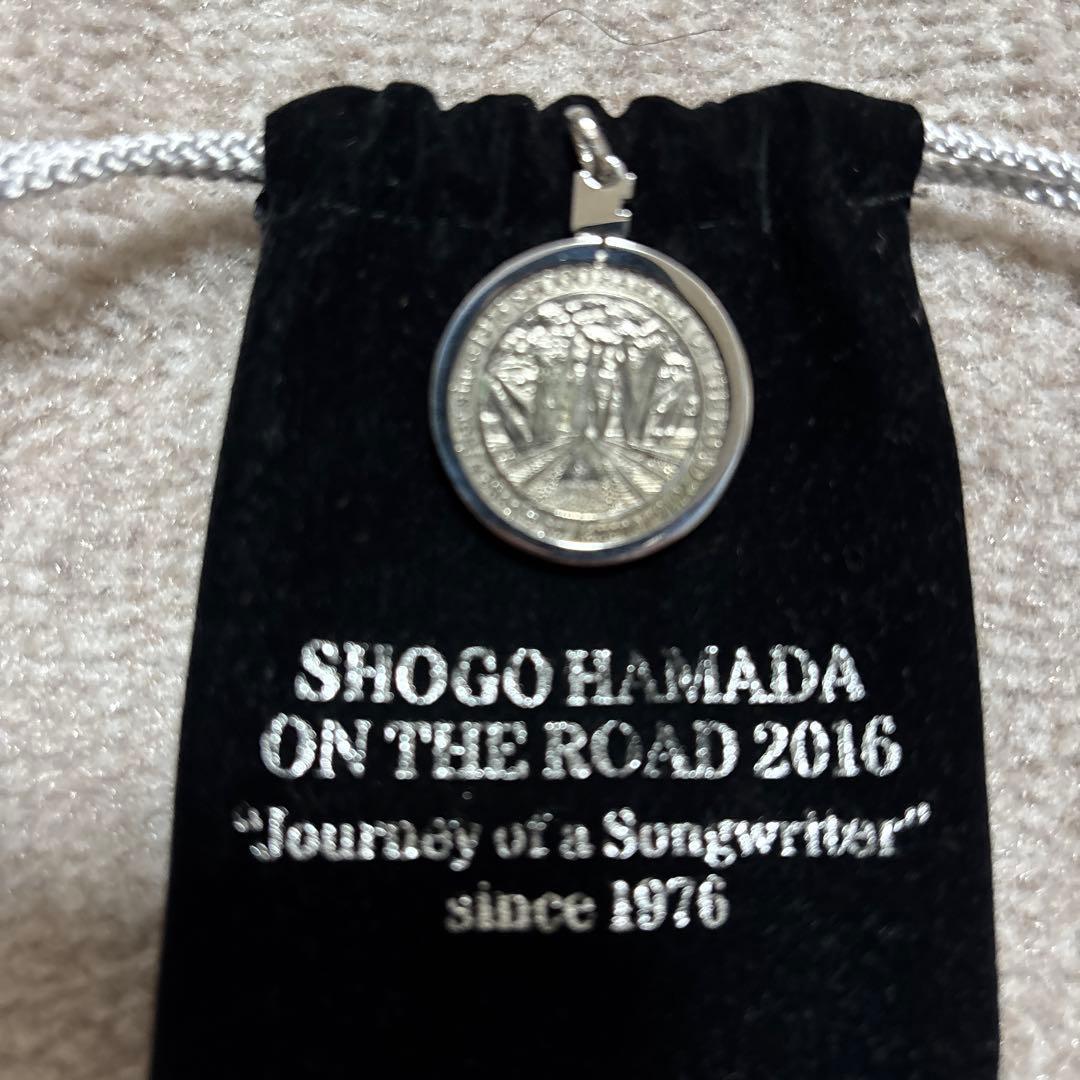 SHOGO HAMADA
ON THE ROAD 2016
"Journey of a Songwriter"
since 1976